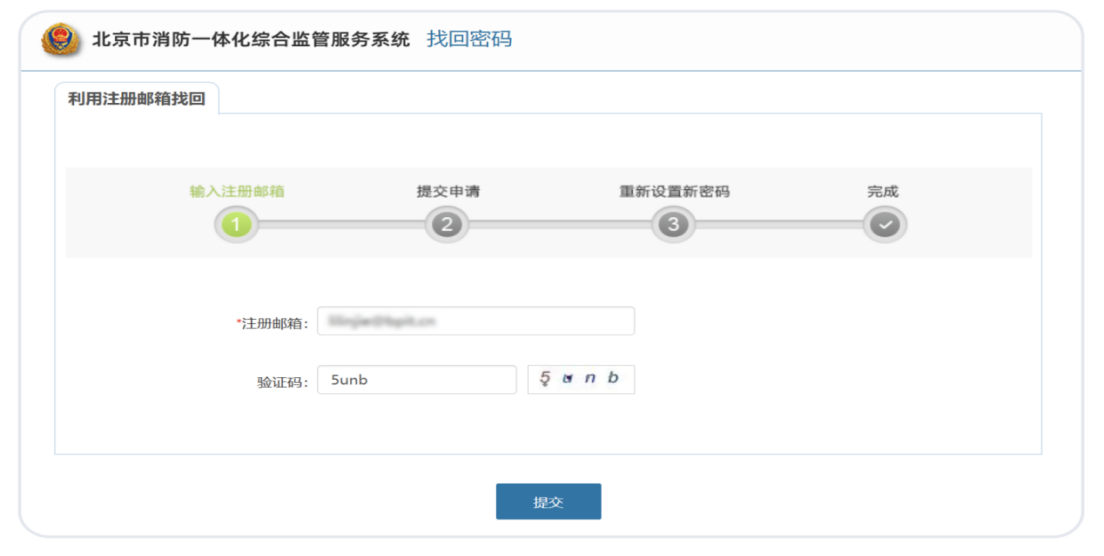 北京市消防一体化综合监管服务系统 找回密码
利用注册邮箱找回
输入注册邮箱 提交申请 重新设置新密码 完成
1 2 3
*注册邮箱:
验证码: 5unb 5unb
提交